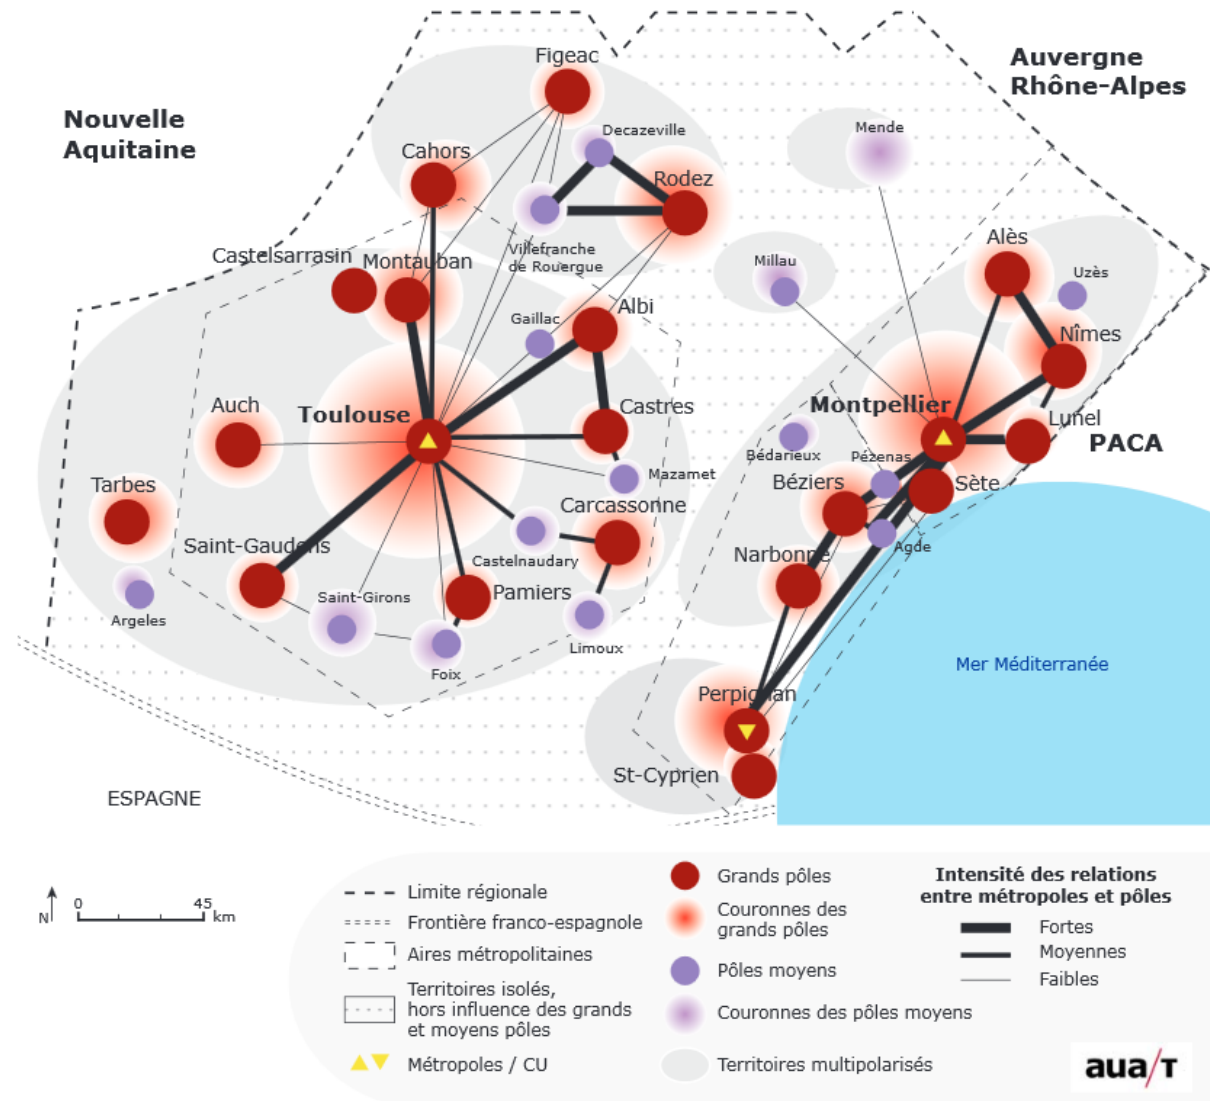 Figeac
Auvergne
Rhône-Alpes
Nouvelle
Aquitaine
Decazeville
Mende
Cahors
Rodez
Villefranche
de Rouergue
Castelsarrasin
Montauban
Millau
Alès
Uzès
Gaillac
Albi
Nîmes
Auch
Toulouse
Castres
Montpellier
Lunel
PACA
Bédarieux
Pézenas
Mazamet
Tarbes
Carcassonne
Béziers
Sète
Saint-Gaudens
Castelnaudary
Narbonne
Agde
Argeles
Saint-Girons
Pamiers
Limoux
Foix
Mer Méditerranée
Perpignan
St-Cyprien
ESPAGNE
N
0
45
km
Limite régionale
Frontière franco-espagnole
Aires métropolitaines
Territoires isolés,
hors influence des grands
et moyens pôles
Métropoles / CU
Grands pôles
Couronnes des
grands pôles
Pôles moyens
Couronnes des pôles moyens
Territoires multipolarisés
Intensité des relations
entre métropoles et pôles
Fortes
Moyennes
Faibles
aua/T